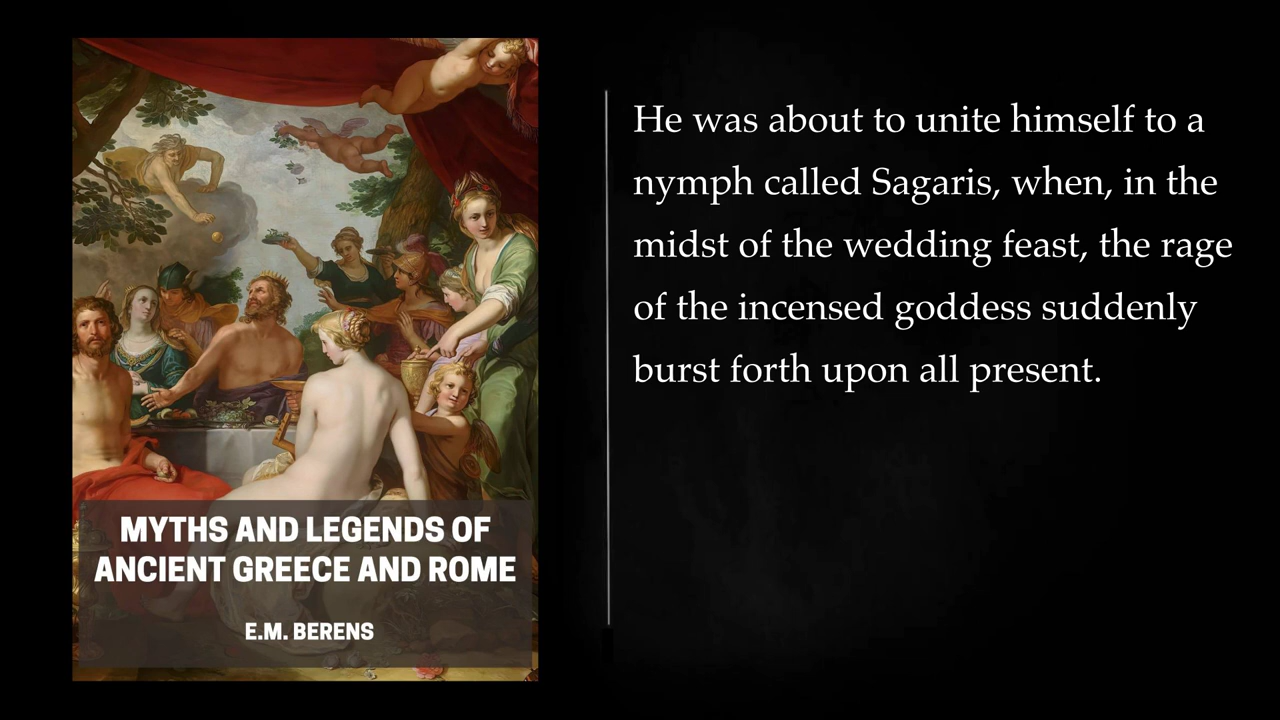 He was about to unite himself to a
nymph called Sagaris, when, in the
midst of the wedding feast, the rage
of the incensed goddess suddenly
burst forth upon all present.
MYTHS AND LEGENDS OF
ANCIENT GREECE AND ROME
E.M. BERENS